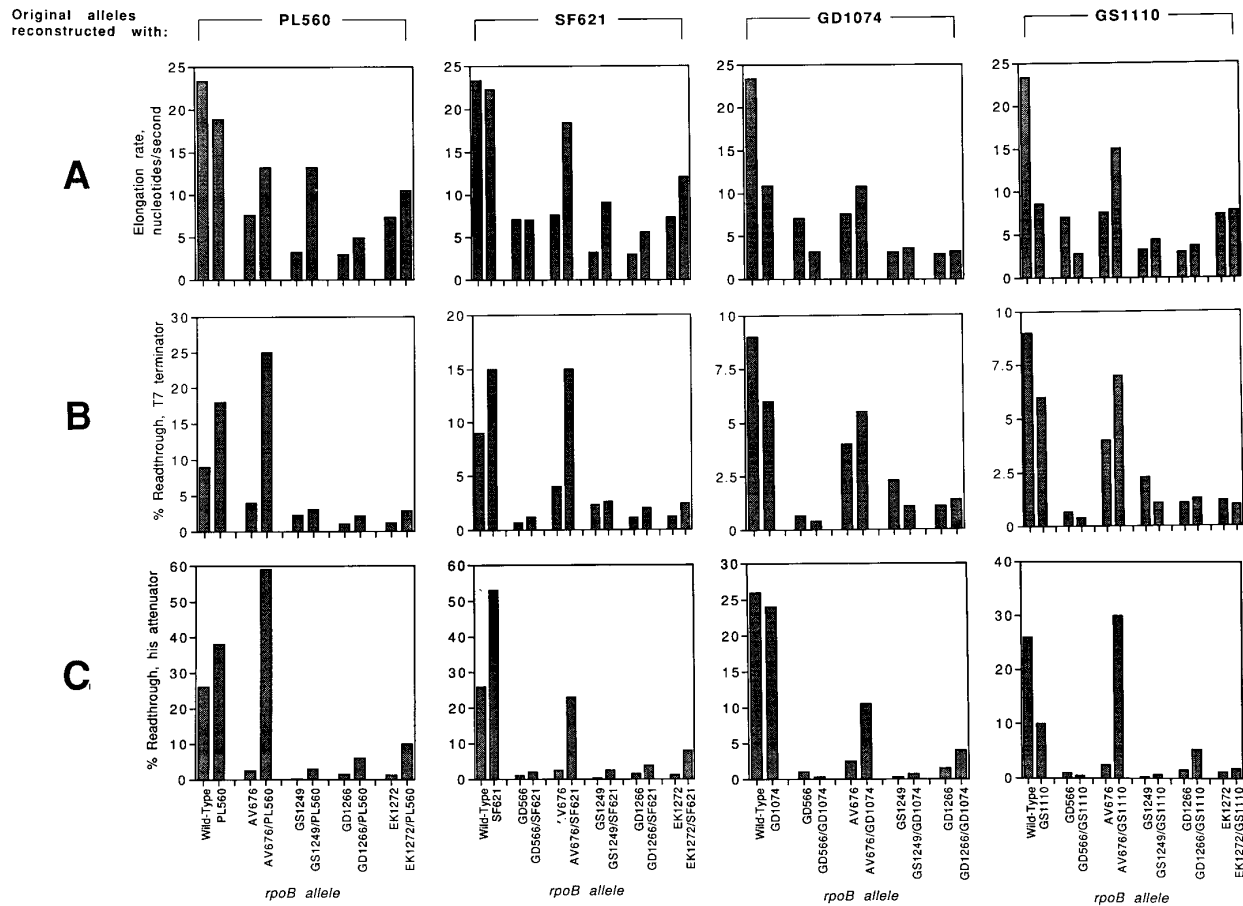 Original alleles
reconstructed with:
PL560
SF621
GD1074
GS1110
A
Elongation rate,
nucleotides/second
25
20
15
10
5
0
25
20
15
10
5
0
25
20
15
10
5
0
25
20
15
10
5
0
B
% Readthrough, T7 terminator
30
25
20
15
10
5
0
20
15
10
5
0
10
7.5
5
2.5
0
10
7.5
5
2.5
0
C
% Readthrough, his attenuator
60
50
40
30
20
10
0
60
50
40
30
20
10
0
30
25
20
15
10
5
0
40
30
20
10
0
Wild-Type
PL560
AV676
AV676/PL560
GS1249
GS1249/PL560
GD1266
GD1266/PL560
EK1272
EK1272/PL560
Wild-Type
SF621
GD566
GD566/SF621
AV676
AV676/SF621
GS1249
GS1249/SF621
GD1266
GD1266/SF621
EK1272
EK1272/SF621
Wild-Type
GD1074
GD566
GD566/GD1074
AV676
AV676/GD1074
GS1249
GS1249/GD1074
GD1266
GD1266/GD1074
Wild-Type
GS1110
GD566
GD566/GS1110
AV676
AV676/GS1110
GS1249
GS1249/GS1110
GD1266
GD1266/GS1110
EK1272
EK1272/GS1110
rpoB allele
rpoB allele
rpoB allele
rpoB allele